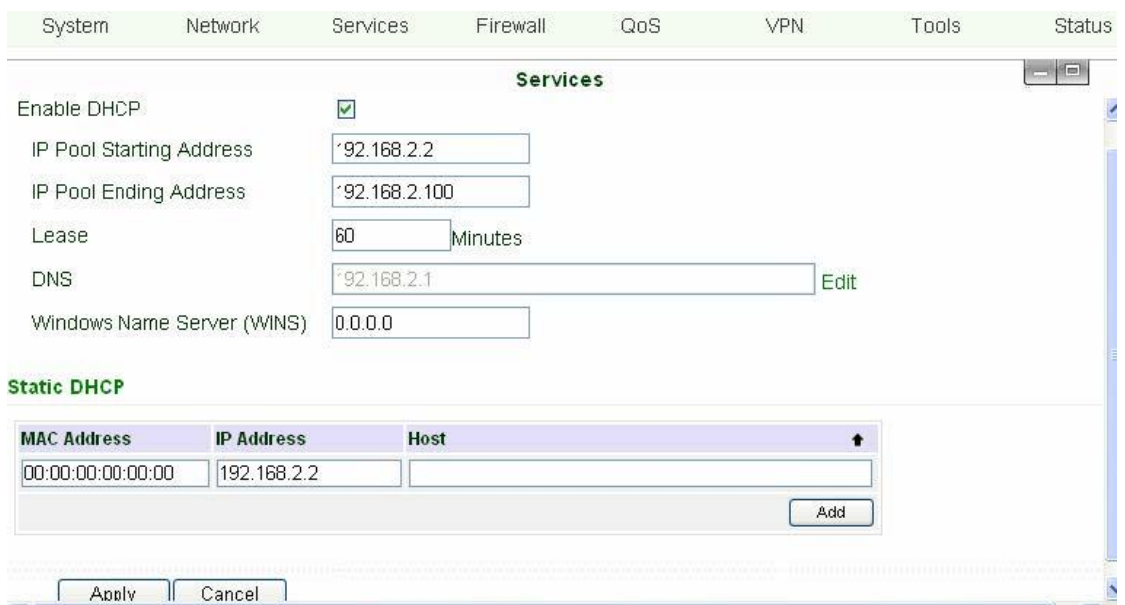 System Network Services Firewall QoS VPN Tools Status
Services
Enable DHCP
IP Pool Starting Address 192.168.2.2
IP Pool Ending Address 192.168.2.100
Lease 60 Minutes
DNS 192.168.2.1 Edit
Windows Name Server (WINS) 0.0.0.0
Static DHCP
MAC Address IP Address Host
00:00:00:00:00:00 192.168.2.2
Add
Apply Cancel